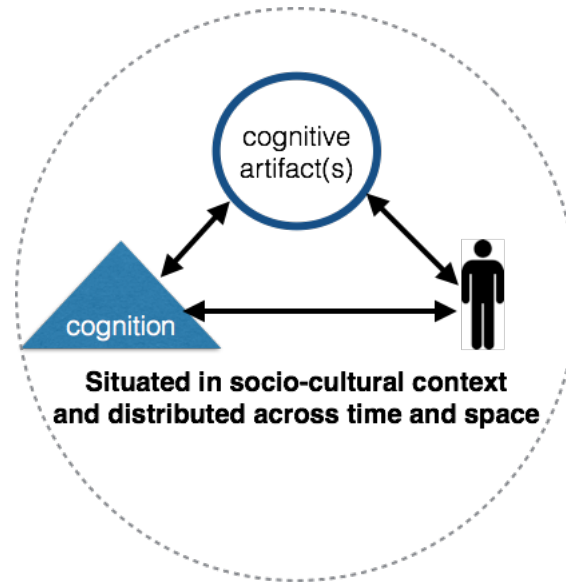 cognitive
artifact(s)
cognition
Situated in socio-cultural context
and distributed across time and space